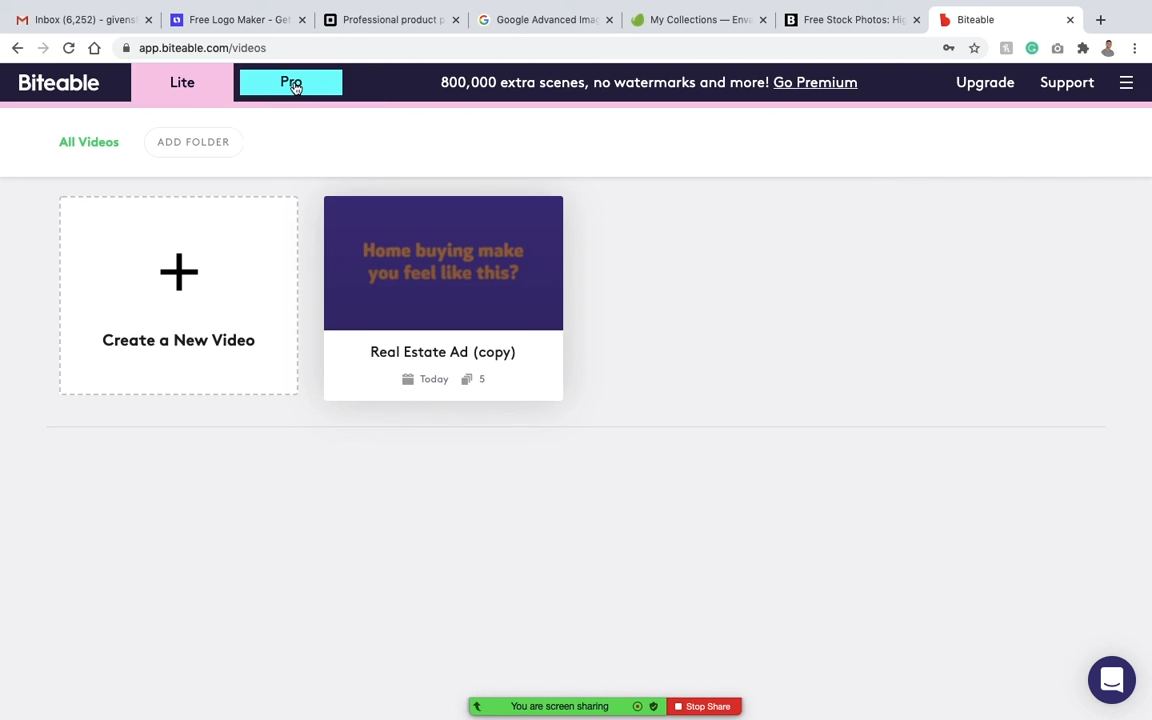 Inbox (6,252) - givens
Free Logo Maker - Get
Professional product p
Google Advanced Imag
My Collections — Enva
Free Stock Photos: Hig
Biteable
app.biteable.com/videos
Biteable
Lite
Pro
800,000 extra scenes, no watermarks and more! Go Premium
Upgrade
Support
All Videos
ADD FOLDER
Home buying make
you feel like this?
Create a New Video
Real Estate Ad (copy)
Today
5
You are screen sharing
Stop Share